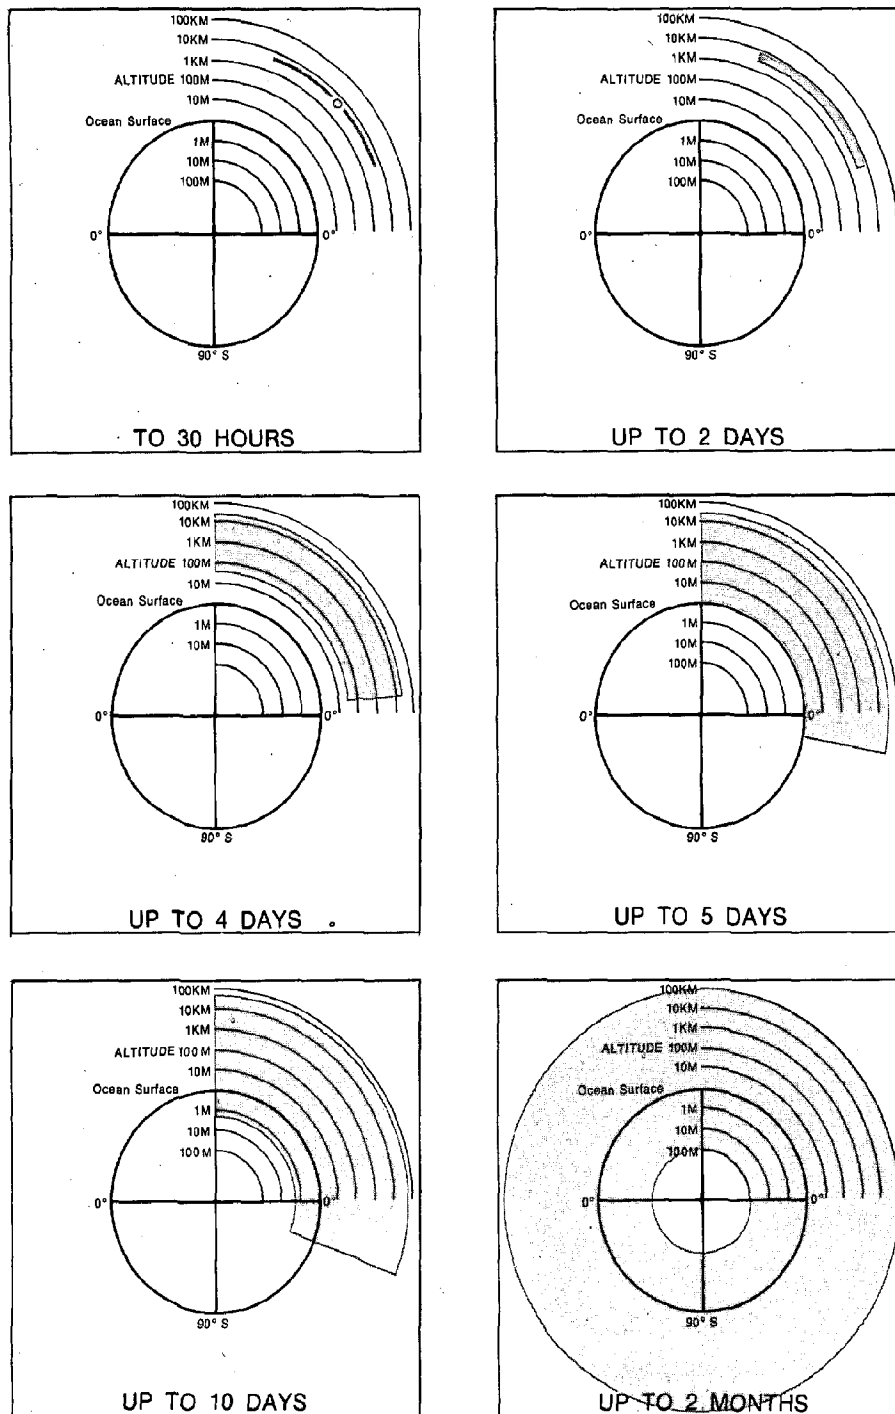 100KM
10KM
1KM
ALTITUDE 100M
10M
Ocean Surface
1M
10M
100M
0°
0°
90° S
TO 30 HOURS
100KM
10KM
1KM
ALTITUDE 100M
10M
Ocean Surface
1M
10M
100M
0°
0°
90° S
UP TO 2 DAYS
100KM
10KM
1KM
ALTITUDE 100M
10M
Ocean Surface
1M
10M
0°
0°
90° S
UP TO 4 DAYS
100KM
10KM
1KM
ALTITUDE 100M
10M
Ocean Surface
1M
10M
100M
0°
0°
90° S
UP TO 5 DAYS
100KM
10KM
1KM
ALTITUDE 100M
10M
Ocean Surface
1M
10M
100M
0°
0°
90° S
UP TO 10 DAYS
100KM
10KM
1KM
ALTITUDE 100M
10M
Ocean Surface
1M
10M
100M
0°
0°
90° S
UP TO 2 MONTHS